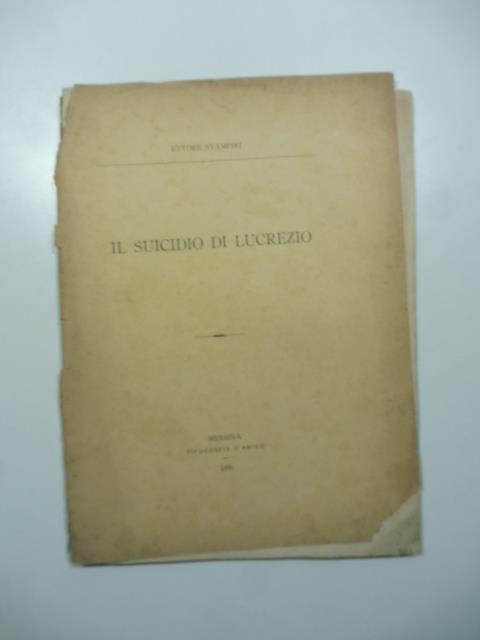 ETTORE STAMPINI
IL SUICIDIO DI LUCREZIO
MESSINA
TIPOGRAFIA D'AMICO